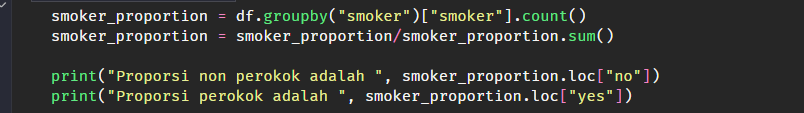 smoker_proportion = df.groupby("smoker")["smoker"].count()
smoker_proportion = smoker_proportion/smoker_proportion.sum()
print("Proporsi non perokok adalah ", smoker_proportion.loc["no"])
print("Proporsi perokok adalah ", smoker_proportion.loc["yes"])